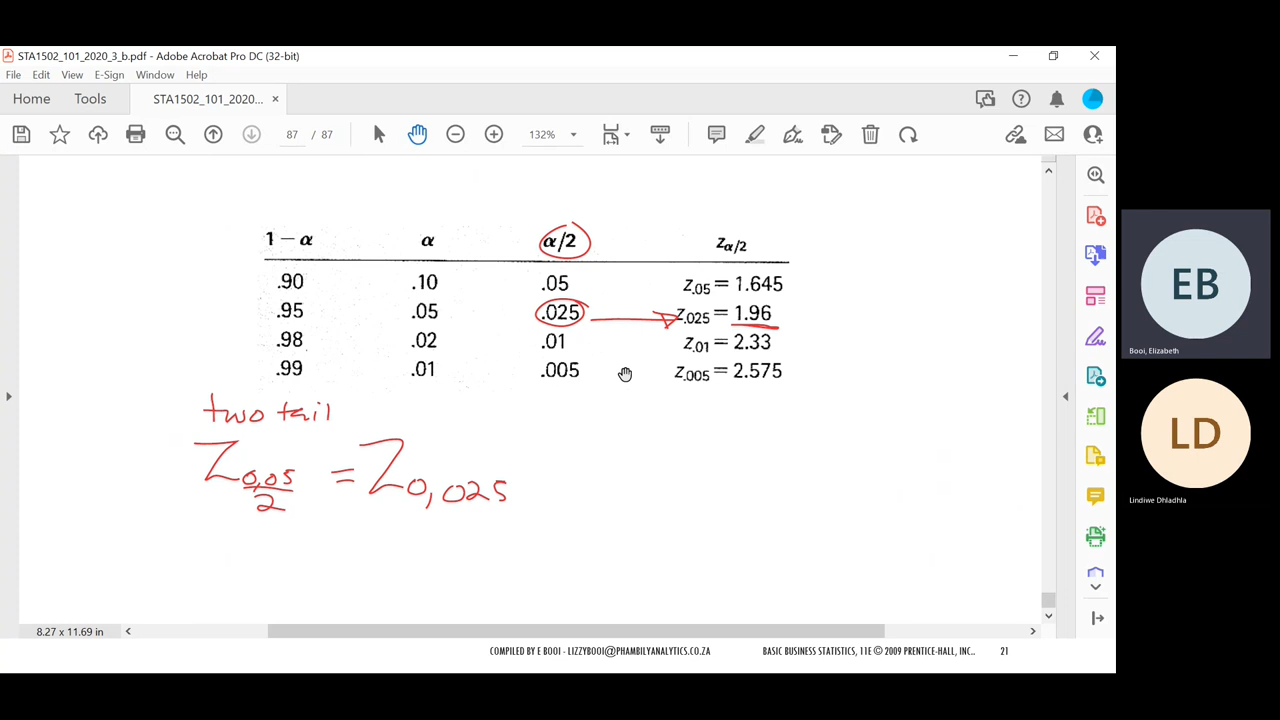 STA1502_101_2020_3_b.pdf - Adobe Acrobat Pro DC (32-bit)
File Edit View E-Sign Window Help
Home Tools STA1502_101_2020... ×
87 / 87 132%
1 − α α α/2 zα/2
.90 .10 .05 z.05 = 1.645
.95 .05 .025 z.025 = 1.96
.98 .02 .01 z.01 = 2.33
.99 .01 .005 z.005 = 2.575
two tail
Z0,05/2 = Z0,025
8.27 x 11.69 in
COMPILED BY E BOOI - LIZZYBOOI@PHAMBILYANALYTICS.CO.ZA BASIC BUSINESS STATISTICS, 11E © 2009 PRENTICE-HALL, INC.. 21
EB
Booi, Elizabeth
LD
Lindiwe Dhladhla